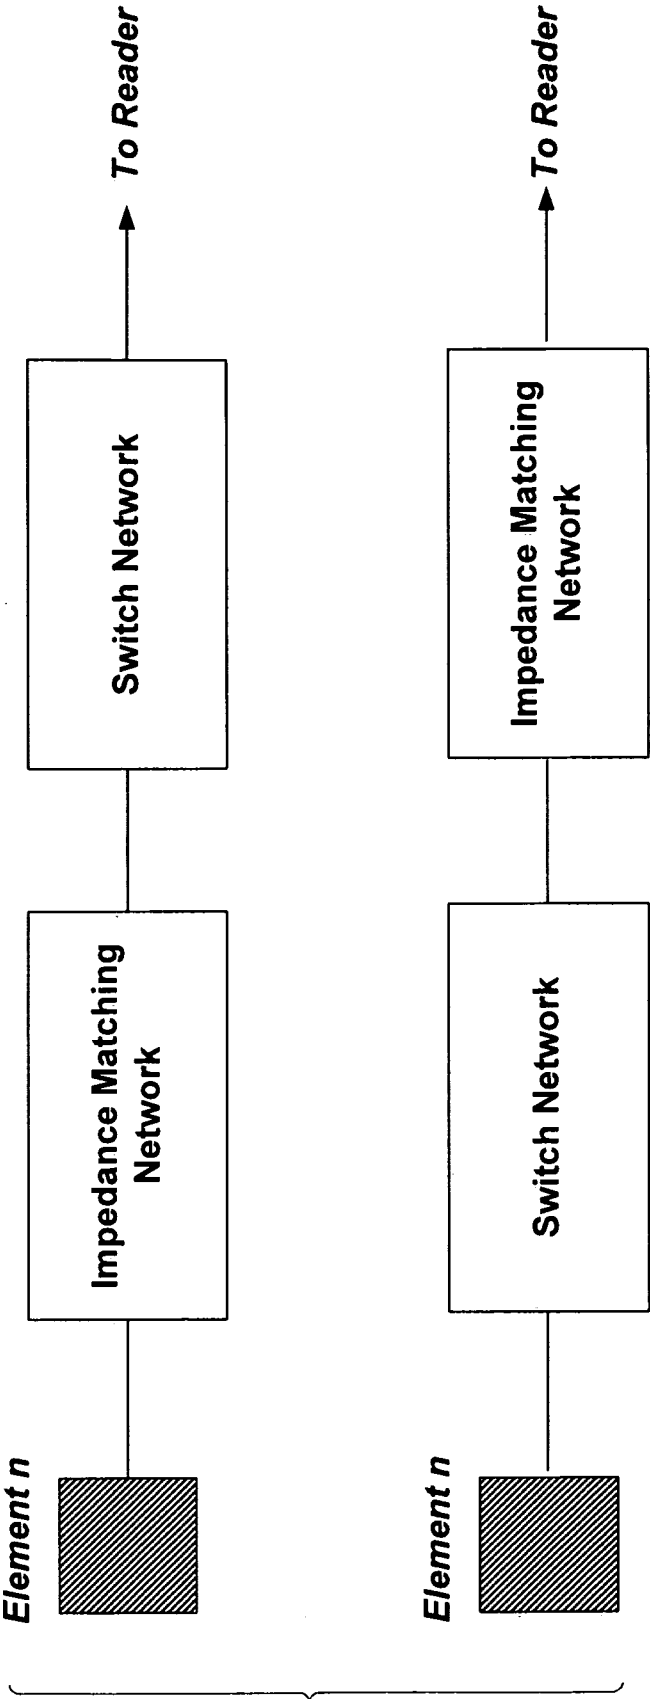 Element n
Impedance Matching
Network
Switch Network
To Reader
Element n
Switch Network
Impedance Matching
Network
To Reader